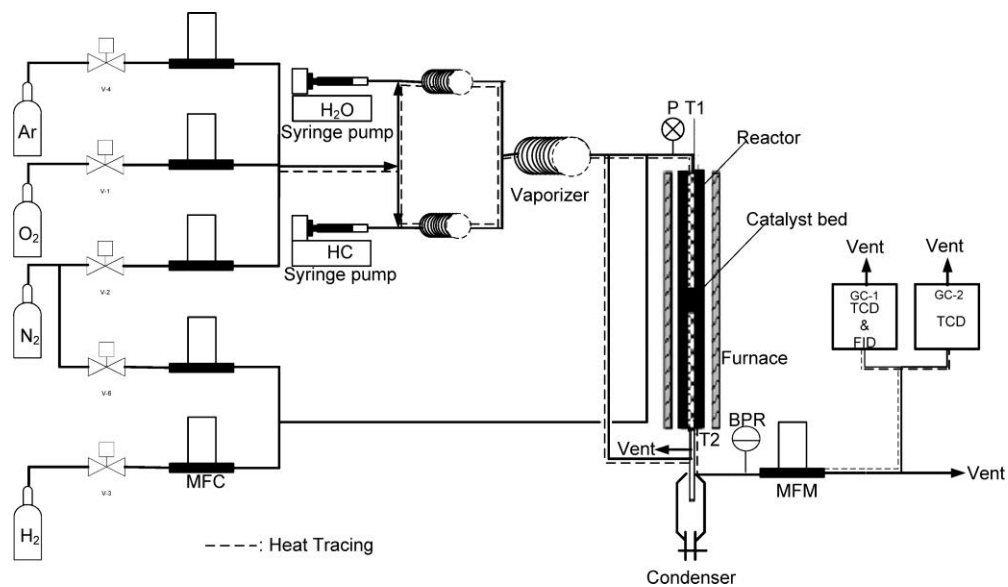 V-4
Ar
H2O
Syringe pump
P T1
Reactor
V-1
O2
Vaporizer
Catalyst bed
HC
Syringe pump
Vent
Vent
V-2
N2
GC-1
TCD
&
FID
GC-2
TCD
Furnace
V-6
T2
BPR
Vent
V-3
MFC
MFM
Vent
H2
----: Heat Tracing
Condenser